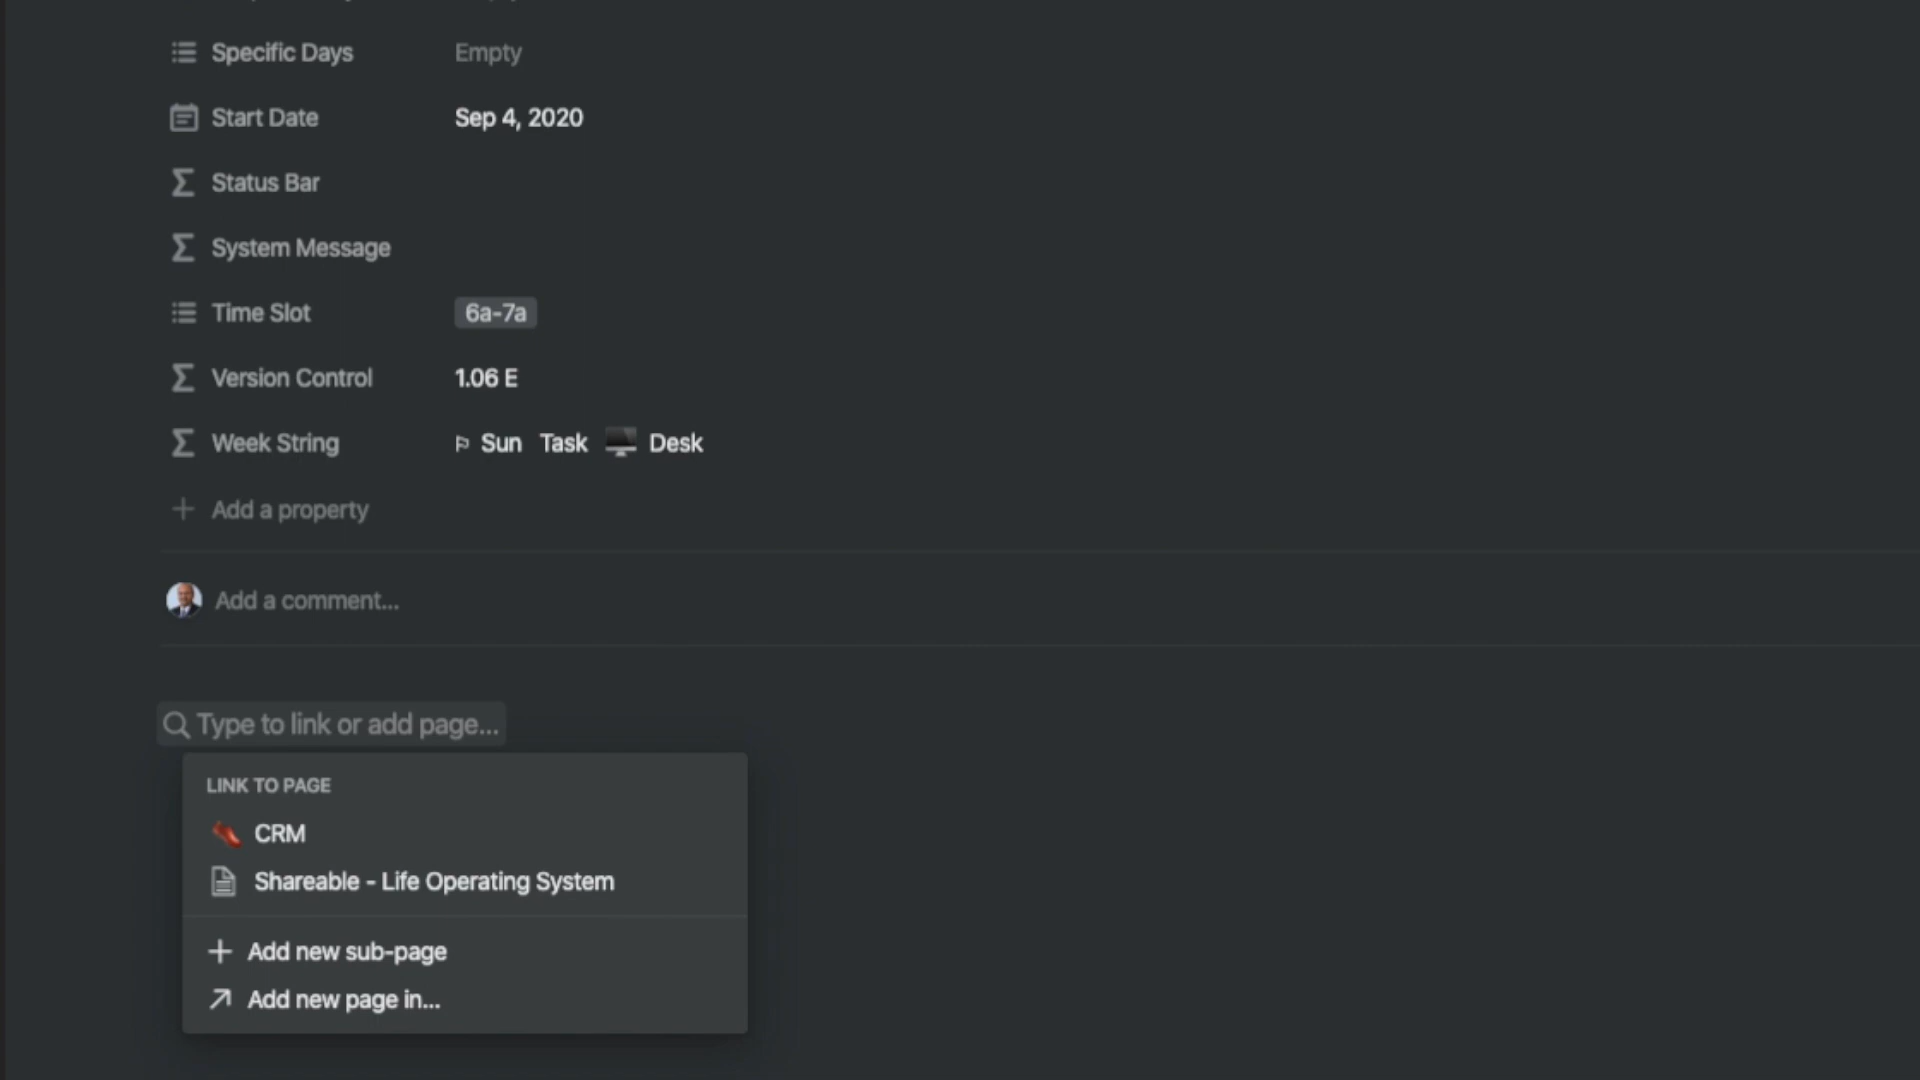 Specific Days Empty
Start Date Sep 4, 2020
Status Bar
System Message
Time Slot 6a-7a
Version Control 1.06 E
Week String Sun Task Desk
Add a property
Add a comment...
Type to link or add page...
LINK TO PAGE
CRM
Shareable - Life Operating System
Add new sub-page
Add new page in...